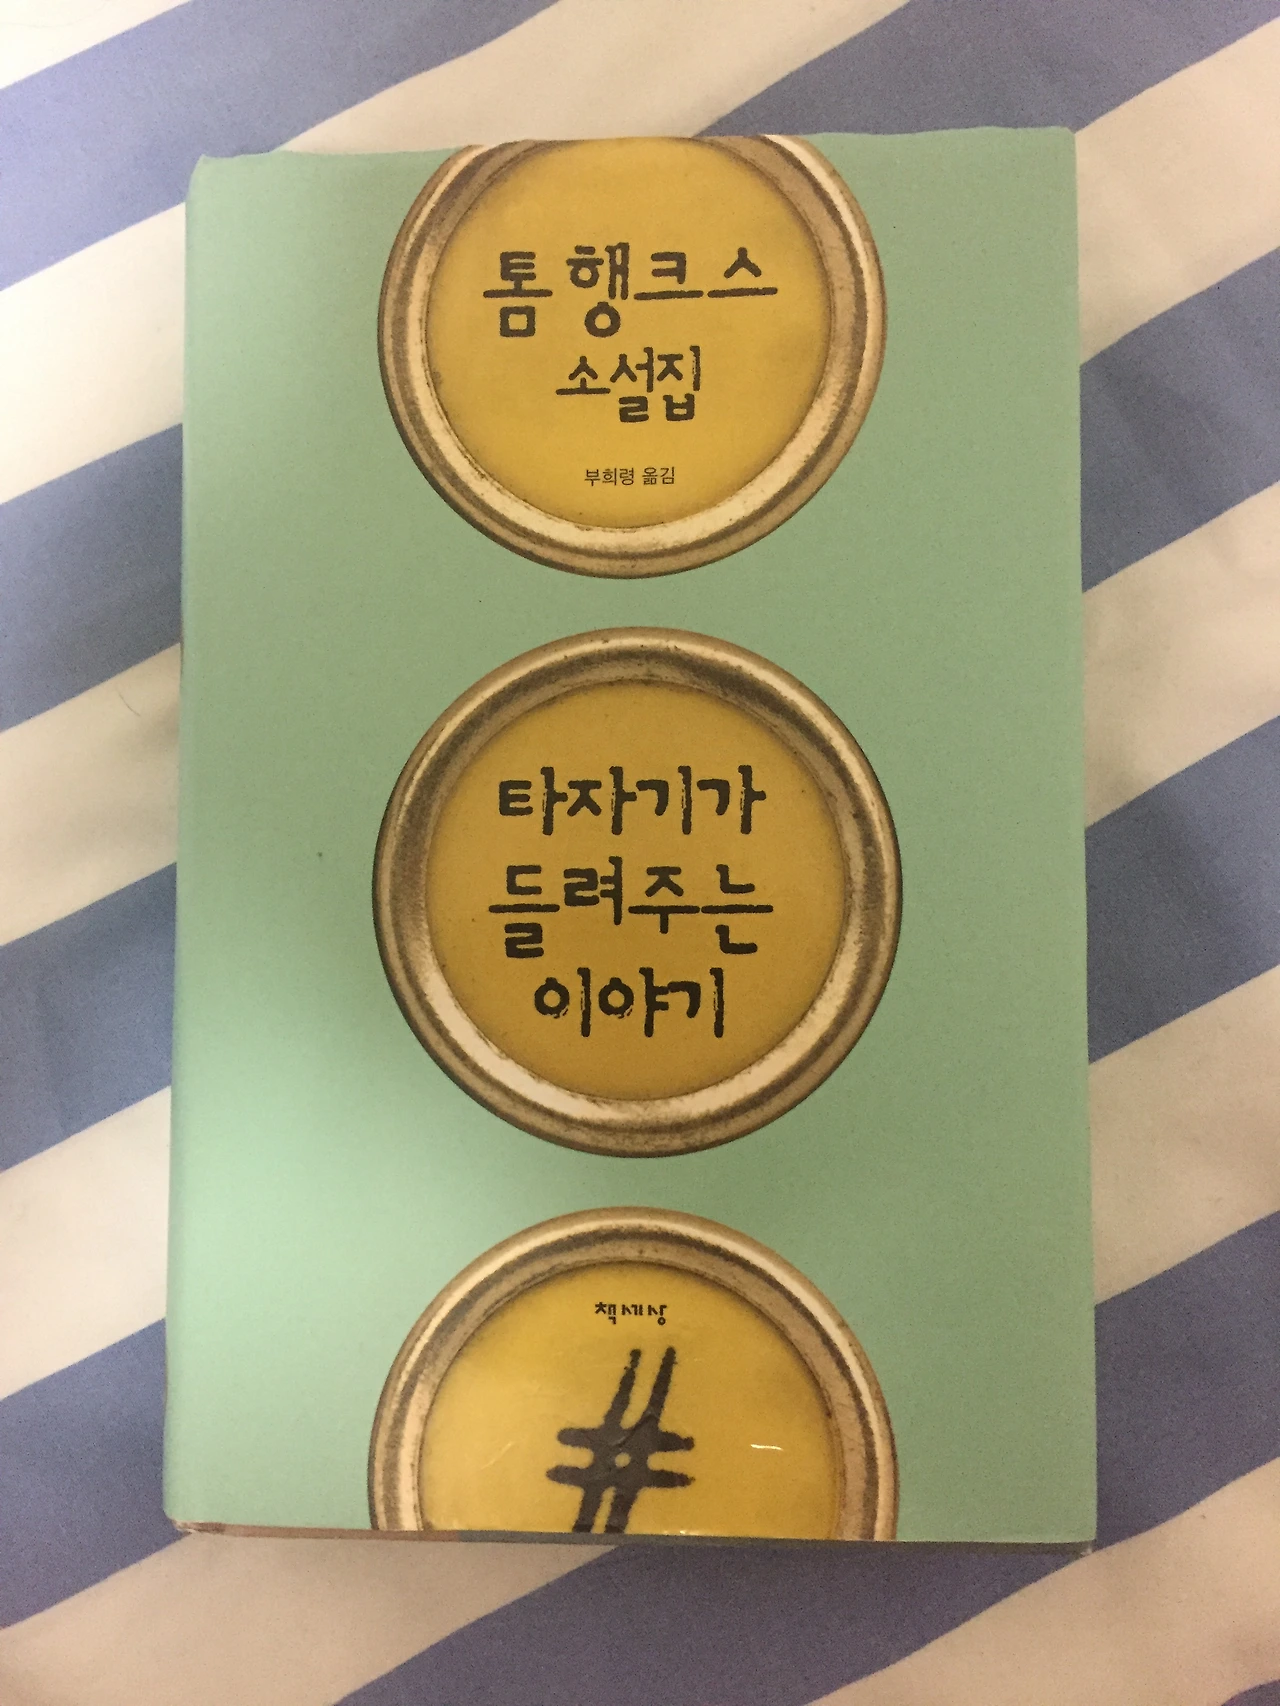 톰 행크스
소설집
부희령 옮김
타자기가
들려주는
이야기
책세상
#